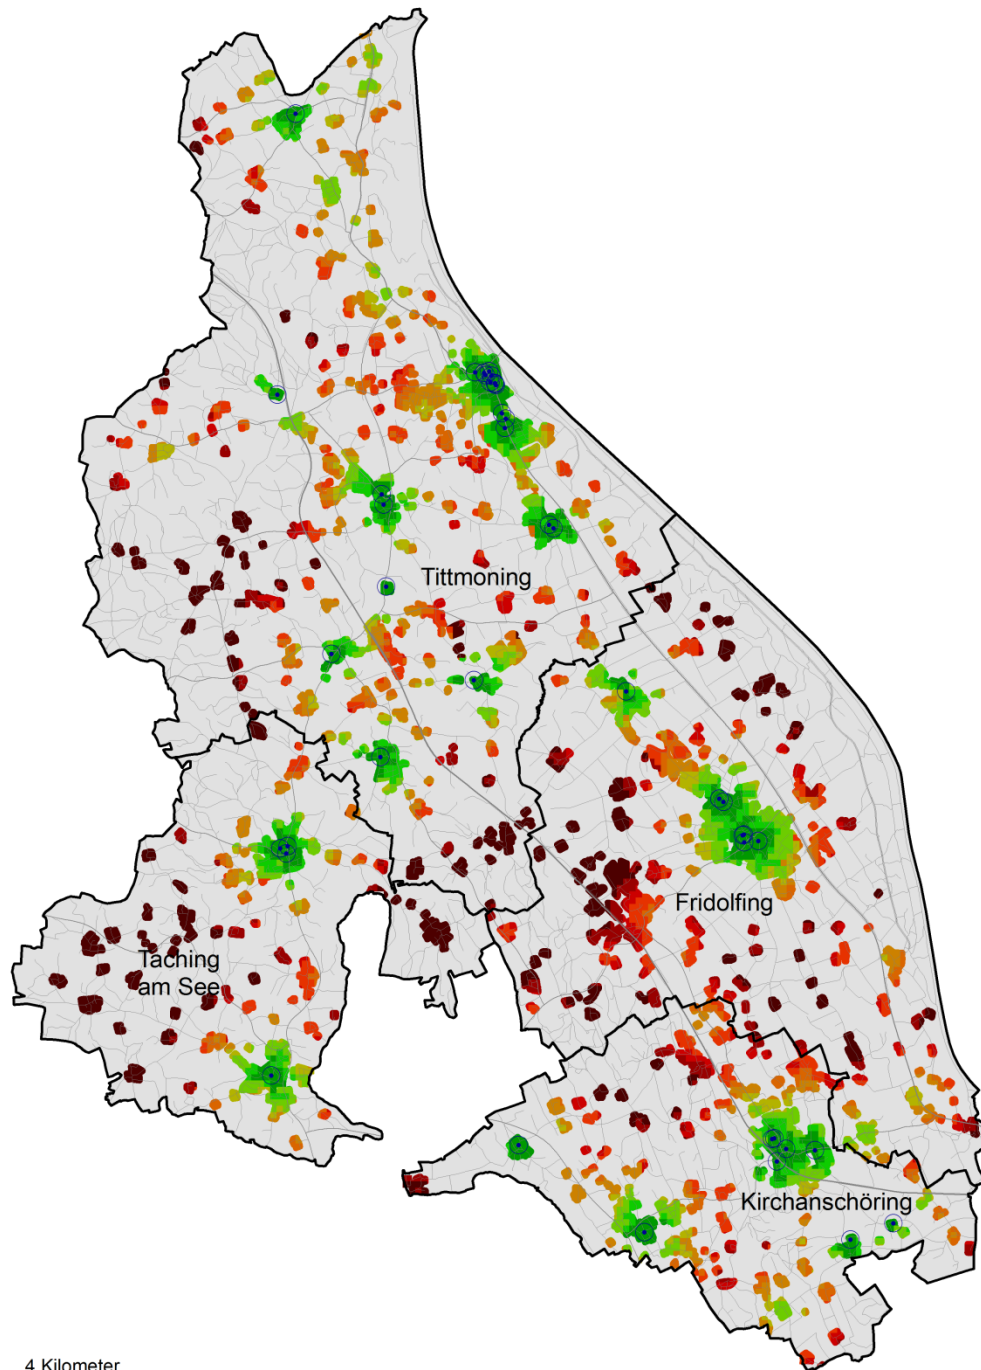 Tittmoning
Fridolfing
Taching
am See
Kirchanschöring
4 Kilometer